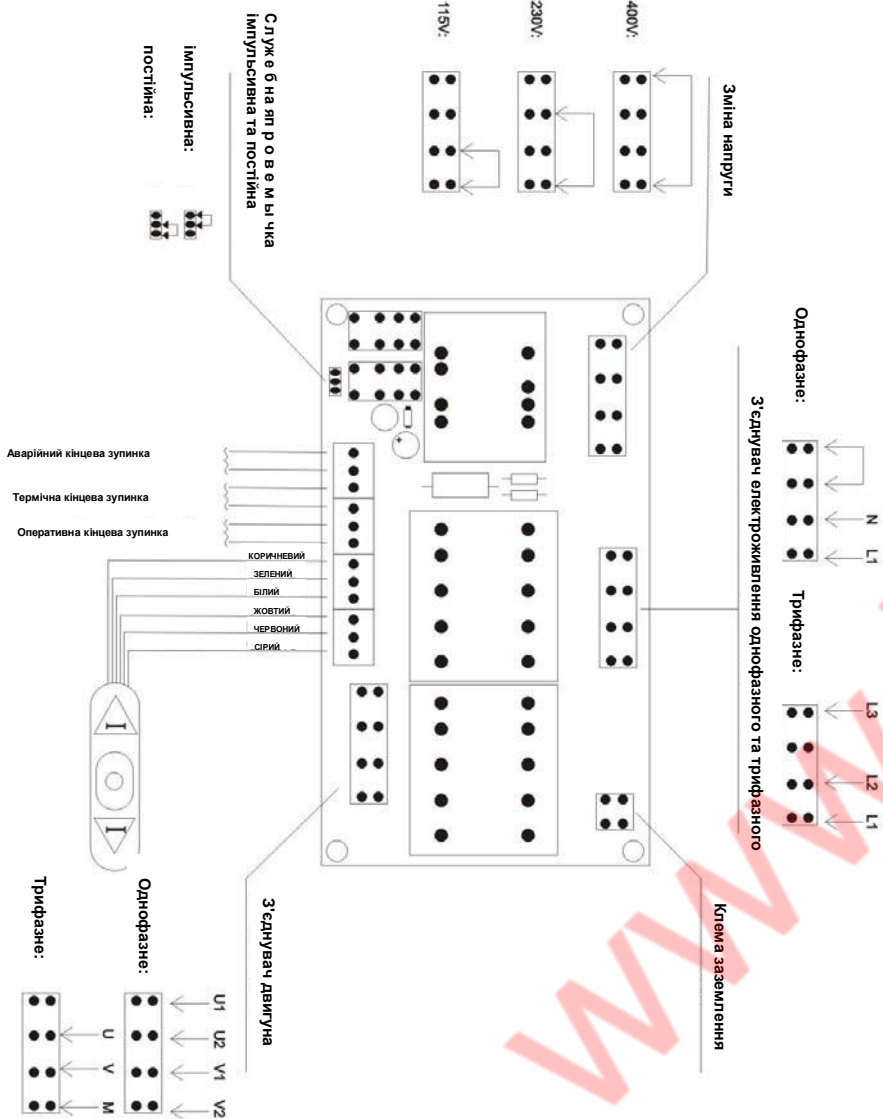 400V:
230V:
115V:
Зміна напруги
Служебнаяпровемычка
імпульсивна та постійна
імпульсивна:
постійна:
Однофазне:
N
L1
З'єднувач електроживлення однофазного та трифазного
Трифазне:
L3
L2
L1
Клема заземлення
Аварійний кінцева зупинка
Термічна кінцева зупинка
Оперативна кінцева зупинка
КОРИЧНЕВИЙ
ЗЕЛЕНИЙ
БІЛИЙ
ЖОВТИЙ
ЧЕРВОНИЙ
СІРИЙ
I
I
З'єднувач двигуна
Однофазне:
U1
U2
V1
V2
Трифазне:
U
V
M
WWW